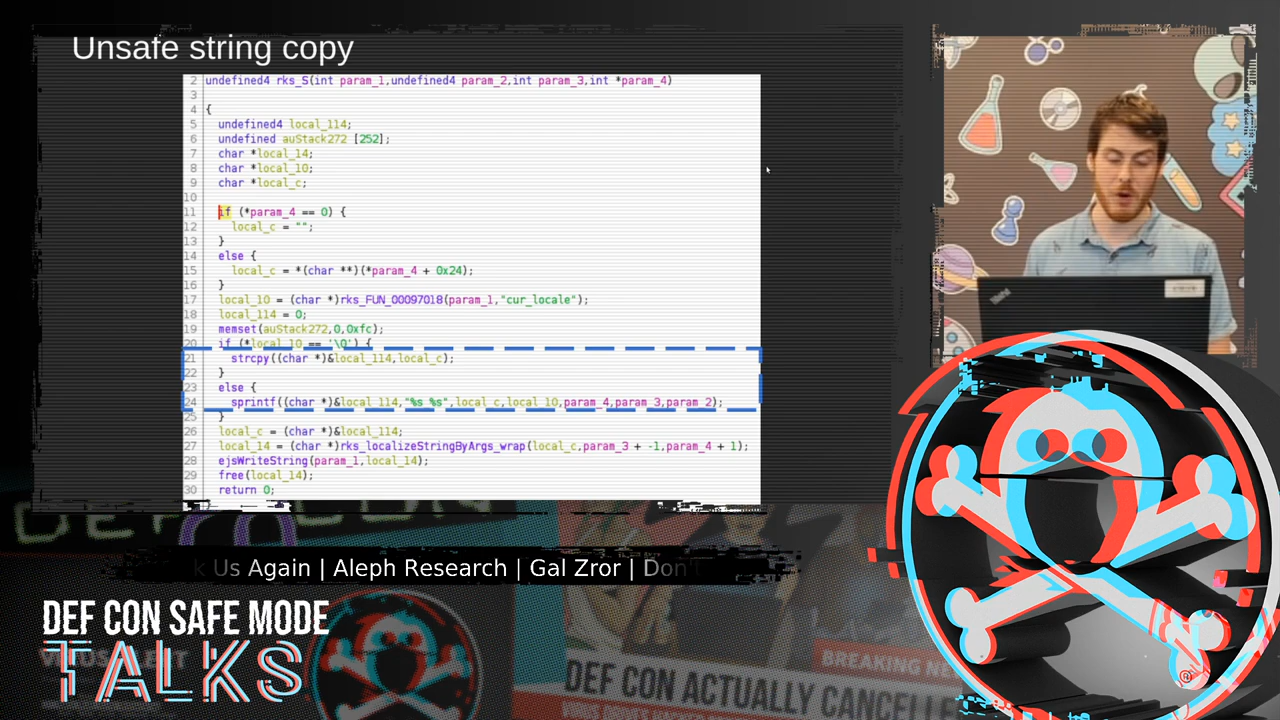 Unsafe string copy
2 undefined4 rks_S(int param_1,undefined4 param_2,int param_3,int *param_4)
3
4 {
5 undefined4 local_114;
6 undefined auStack272 [252];
7 char *local_14;
8 char *local_10;
9 char *local_c;
10
11 if (*param_4 == 0) {
12 local_c = "";
13 }
14 else {
15 local_c = *(char **)(*param_4 + 0x24);
16 }
17 local_10 = (char *)rks_FUN_00097018(param_1,"cur_locale");
18 local_114 = 0;
19 memset(auStack272,0,0xfc);
20 if (*local_10 == '\0') {
21 strcpy((char *)&local_114,local_c);
22 }
23 else {
24 sprintf((char *)&local_114,"%s %s",local_c,local_10,param_4,param_3,param_2);
25 }
26 local_c = (char *)&local_114;
27 local_14 = (char *)rks_localizeStringByArgs_wrap(local_c,param_3 + -1,param_4 + 1);
28 ejsWriteString(param_1,local_14);
29 free(local_14);
30 return 0;
k Us Again | Aleph Research | Gal Zror | Don't
DEF CON SAFE MODE
TALKS
DEF CON
BREAKING NE
DEF CON ACTUALLY CANCELLE